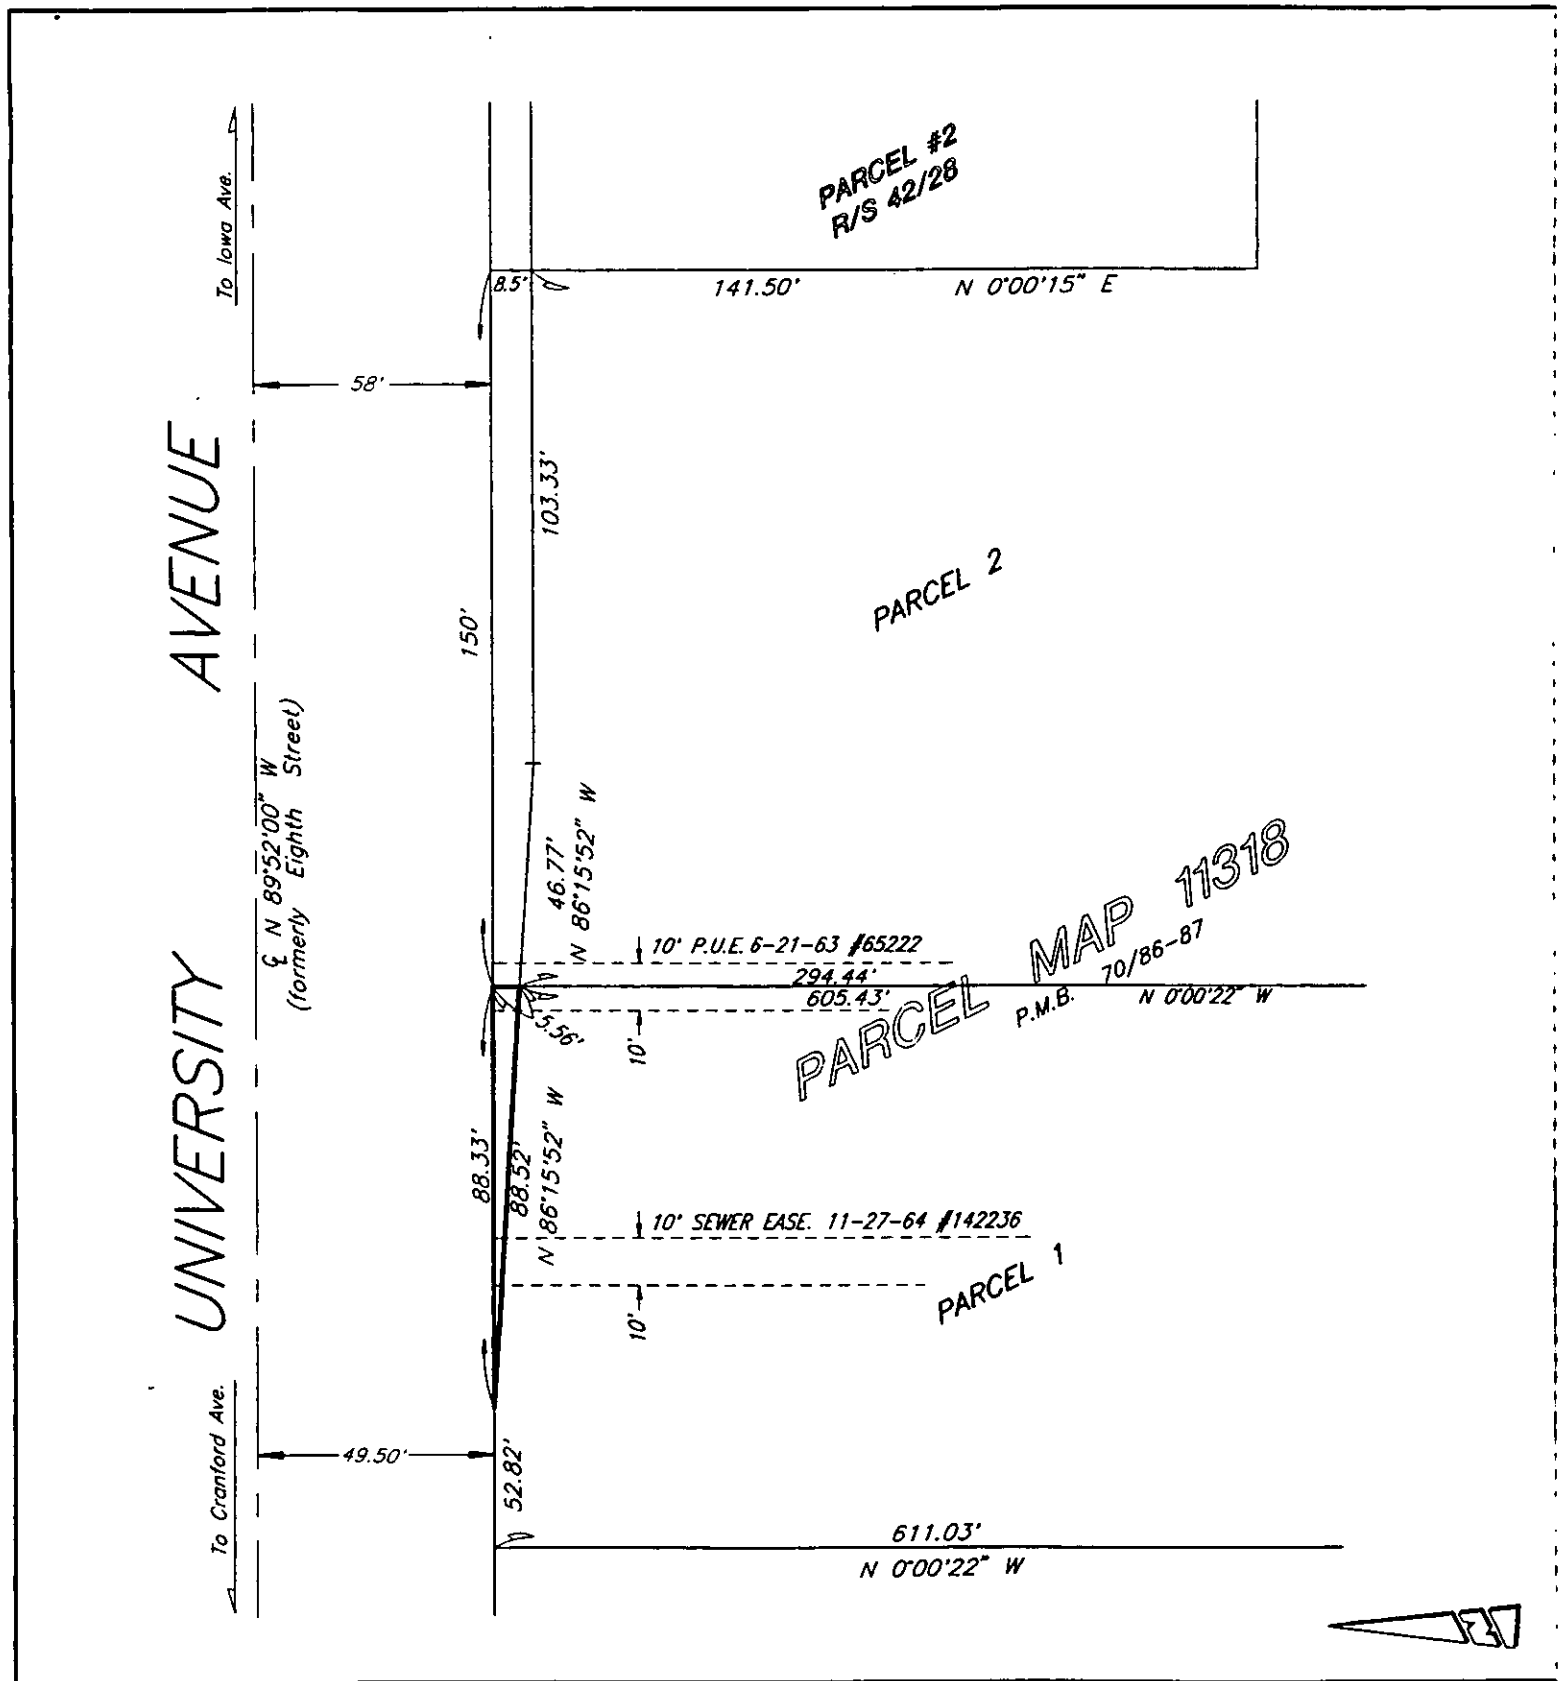 PARCEL #2
R/S 42/28
To Iowa Ave.
8.5'
141.50'
N 0°00'15" E
58'
UNIVERSITY AVENUE
℄ N 89°52'00" W
(formerly Eighth Street)
150'
103.33'
PARCEL 2
46.77'
N 86°15'52" W
10' P.U.E. 6-21-63 #65222
294.44'
605.43'
N 0°00'22" W
PARCEL MAP 11318
P.M.B. 70/86-87
5.56'
10'
88.33'
88.52'
N 86°15'52" W
10' SEWER EASE. 11-27-64 #142236
10'
PARCEL 1
To Cranford Ave.
49.50'
52.82'
611.03'
N 0°00'22" W